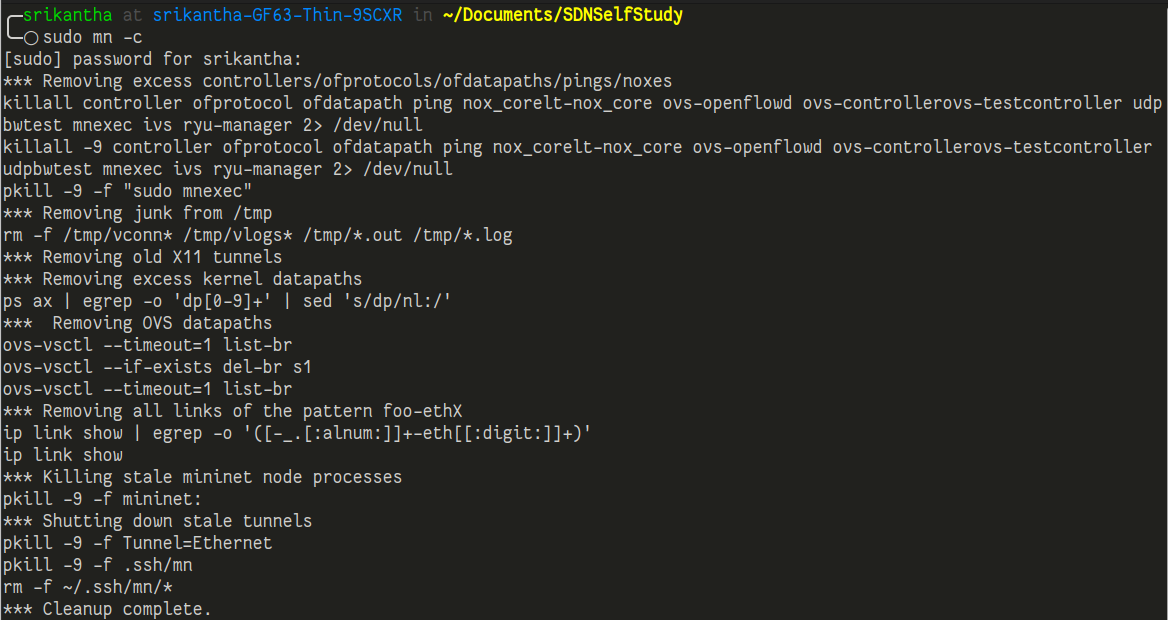 srikantha at srikantha-GF63-Thin-9SCXR in ~/Documents/SDNSelfStudy
sudo mn -c
[sudo] password for srikantha:
*** Removing excess controllers/ofprotocols/ofdatapaths/pings/noxes
killall controller ofprotocol ofdatapath ping nox_corelt-nox_core ovs-openflowd ovs-controllerovs-testcontroller udp
bwtest mnexec ivs ryu-manager 2> /dev/null
killall -9 controller ofprotocol ofdatapath ping nox_corelt-nox_core ovs-openflowd ovs-controllerovs-testcontroller
udpbwtest mnexec ivs ryu-manager 2> /dev/null
pkill -9 -f "sudo mnexec"
*** Removing junk from /tmp
rm -f /tmp/vconn* /tmp/vlogs* /tmp/*.out /tmp/*.log
*** Removing old X11 tunnels
*** Removing excess kernel datapaths
ps ax | egrep -o 'dp[0-9]+' | sed 's/dp/nl:/'
***  Removing OVS datapaths
ovs-vsctl --timeout=1 list-br
ovs-vsctl --if-exists del-br s1
ovs-vsctl --timeout=1 list-br
*** Removing all links of the pattern foo-ethX
ip link show | egrep -o '([-_.[:alnum:]]+-eth[[:digit:]]+)'
ip link show
*** Killing stale mininet node processes
pkill -9 -f mininet:
*** Shutting down stale tunnels
pkill -9 -f Tunnel=Ethernet
pkill -9 -f .ssh/mn
rm -f ~/.ssh/mn/*
*** Cleanup complete.